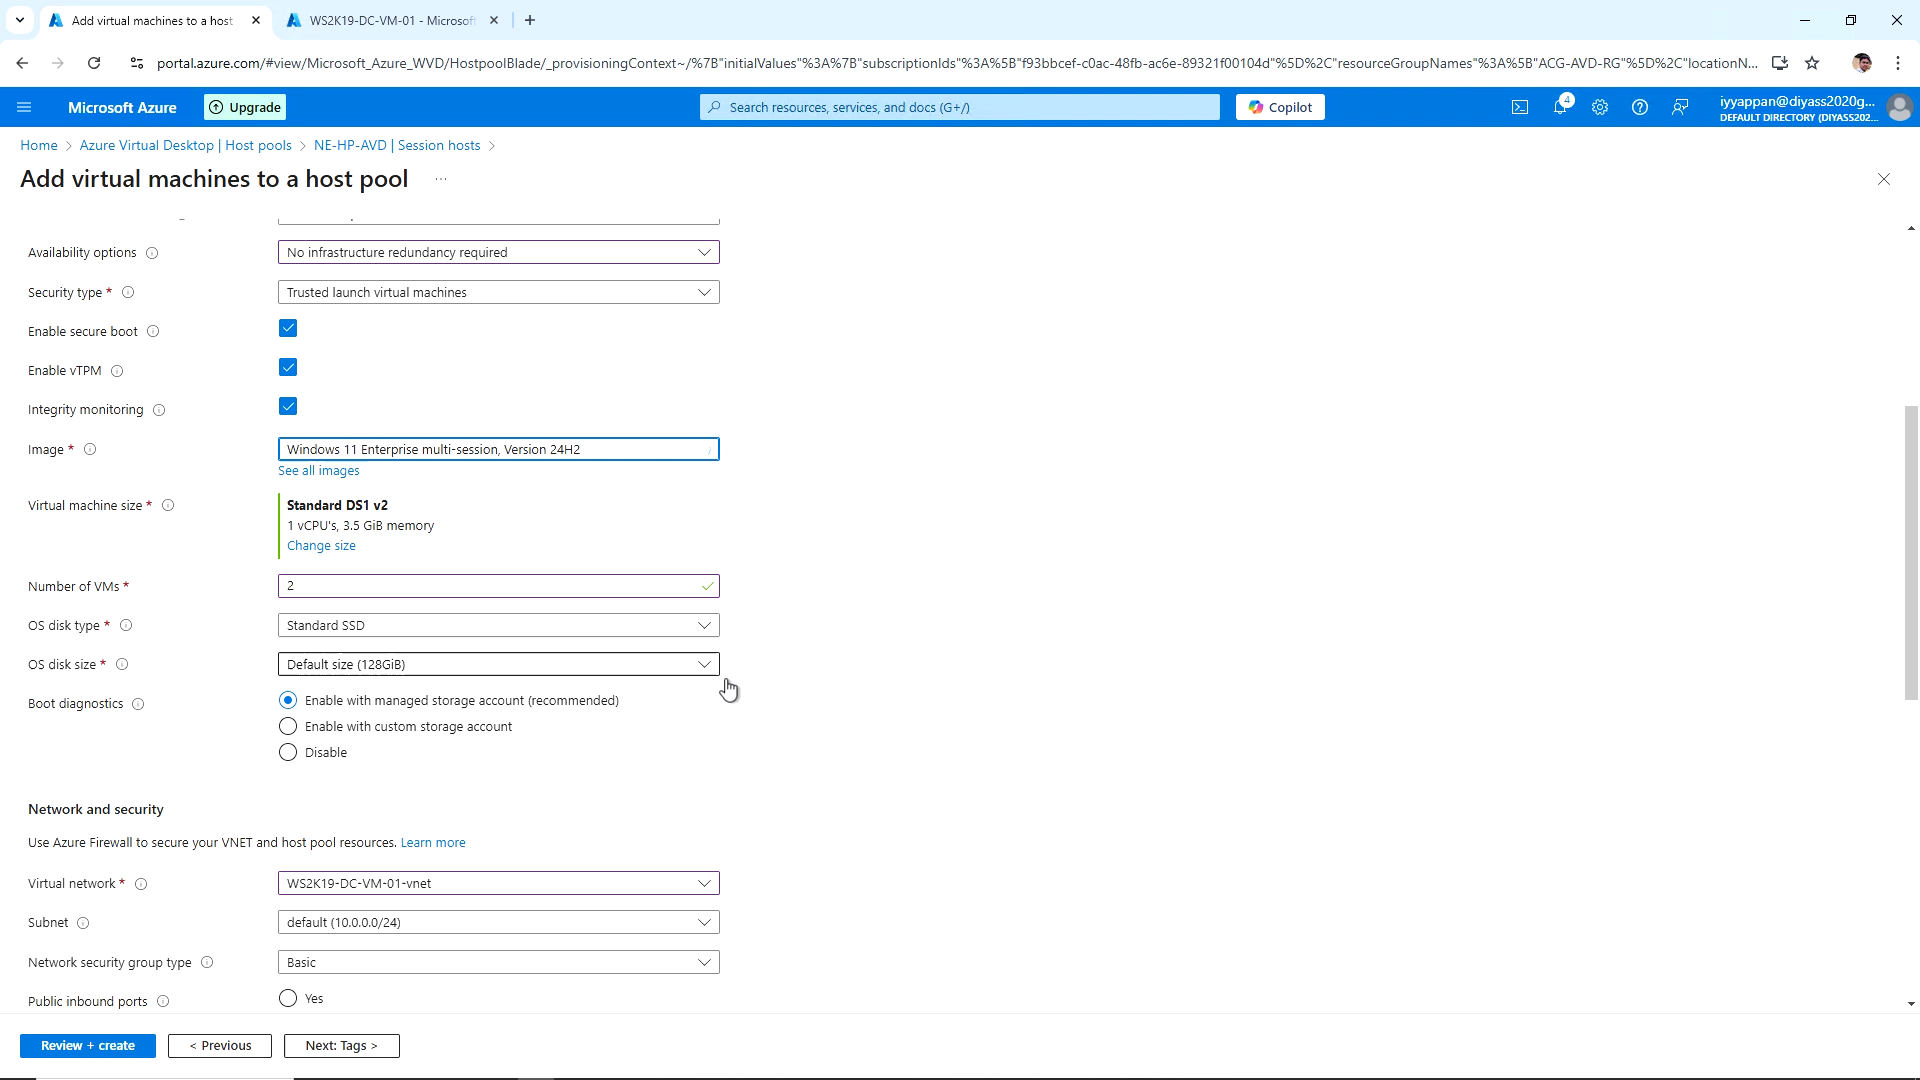 Add virtual machines to a host
WS2K19-DC-VM-01 - Microsof
portal.azure.com/#view/Microsoft_Azure_WVD/HostpoolBlade/_provisioningContext~/%7B"initialValues"%3A%7B"subscriptionIds"%3A%5B"f93bbcef-c0ac-48fb-ac6e-89321f00104d"%5D%2C"resourceGroupNames"%3A%5B"ACG-AVD-RG"%5D%2C"locationN...
Microsoft Azure
Upgrade
Search resources, services, and docs (G+/)
Copilot
4
iyyappan@diyass2020g...
DEFAULT DIRECTORY (DIYASS202...
Home > Azure Virtual Desktop | Host pools > NE-HP-AVD | Session hosts >
Add virtual machines to a host pool ...
Availability options
No infrastructure redundancy required
Security type *
Trusted launch virtual machines
Enable secure boot
Enable vTPM
Integrity monitoring
Image *
Windows 11 Enterprise multi-session, Version 24H2
See all images
Virtual machine size *
Standard DS1 v2
1 vCPU's, 3.5 GiB memory
Change size
Number of VMs *
2
OS disk type *
Standard SSD
OS disk size *
Default size (128GiB)
Boot diagnostics
Enable with managed storage account (recommended)
Enable with custom storage account
Disable
Network and security
Use Azure Firewall to secure your VNET and host pool resources. Learn more
Virtual network *
WS2K19-DC-VM-01-vnet
Subnet
default (10.0.0.0/24)
Network security group type
Basic
Public inbound ports
Yes
Review + create
< Previous
Next: Tags >